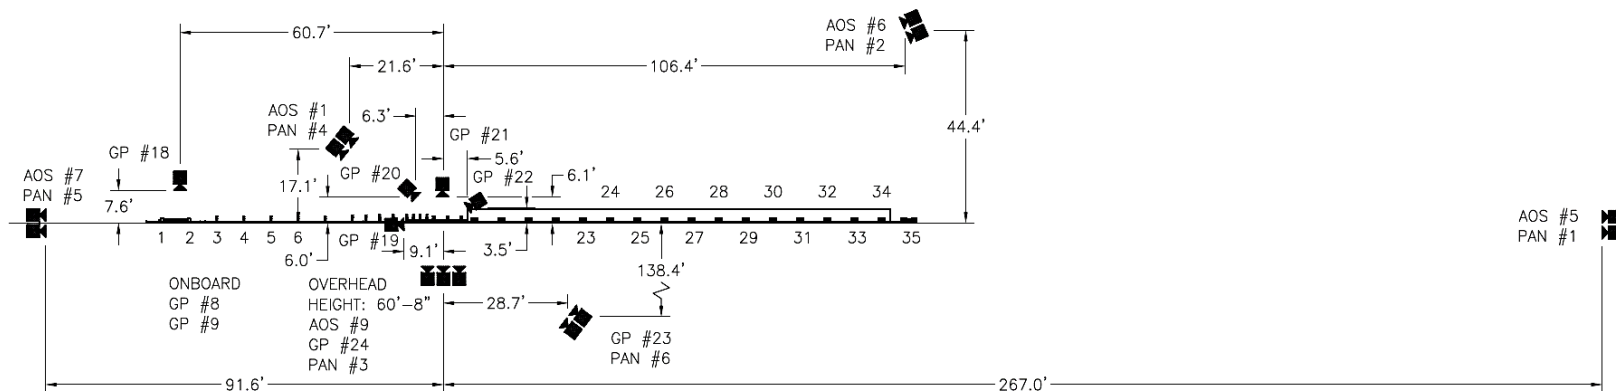 60.7'
AOS #6
PAN #2
21.6'
106.4'
AOS #1
PAN #4
6.3'
44.4'
GP #21
GP #18
5.6'
GP #20
GP #22
6.1'
AOS #7
PAN #5
17.1'
24 26 28 30 32 34
7.6'
AOS #5
PAN #1
1 2 3 4 5 6
GP #19
9.1'
3.5'
23 25 27 29 31 33 35
6.0'
138.4'
ONBOARD
GP #8
GP #9
OVERHEAD
HEIGHT: 60'-8"
AOS #9
GP #24
PAN #3
28.7'
GP #23
PAN #6
91.6'
267.0'